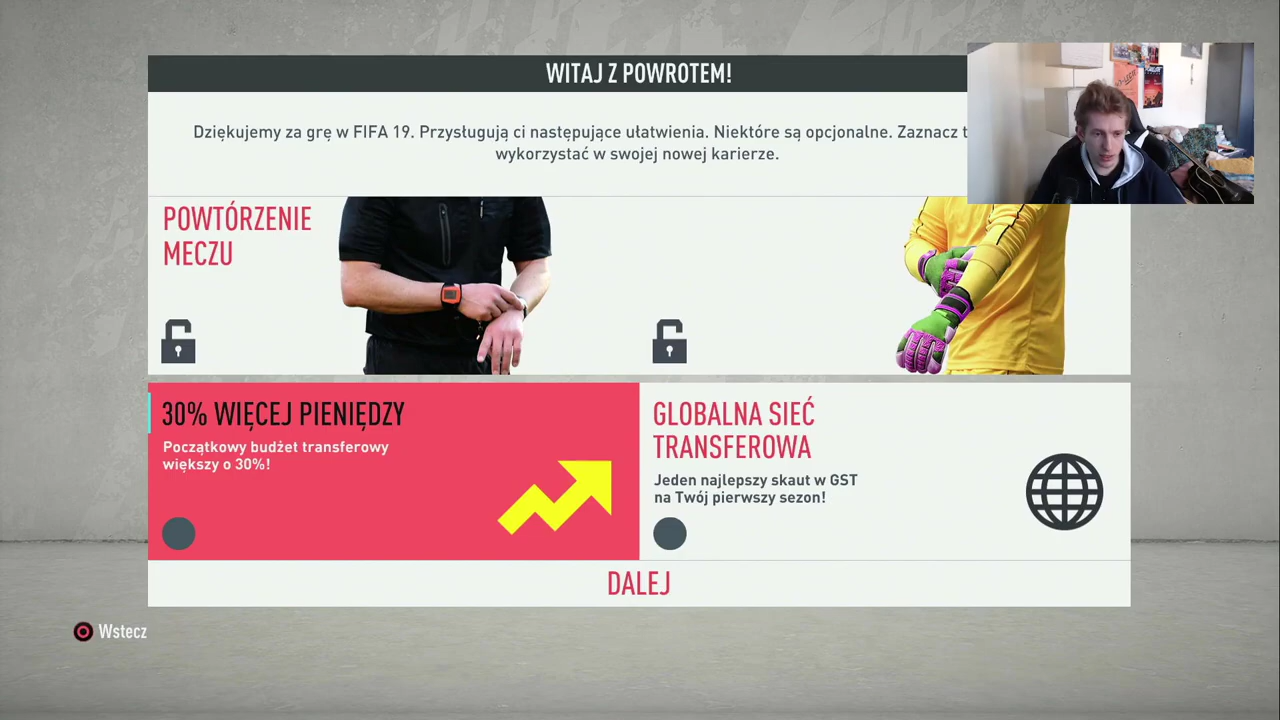 WITAJ Z POWROTEM!
Dziękujemy za grę w FIFA 19. Przysługują ci następujące ułatwienia. Niektóre są opcjonalne. Zaznacz
wykorzystać w swojej nowej karierze.
POWTÓRZENIE
MECZU
30% WIĘCEJ PIENIĘDZY
Początkowy budżet transferowy
większy o 30%!
GLOBALNA SIEĆ
TRANSFEROWA
Jeden najlepszy skaut w GST
na Twój pierwszy sezon!
DALEJ
Wstecz